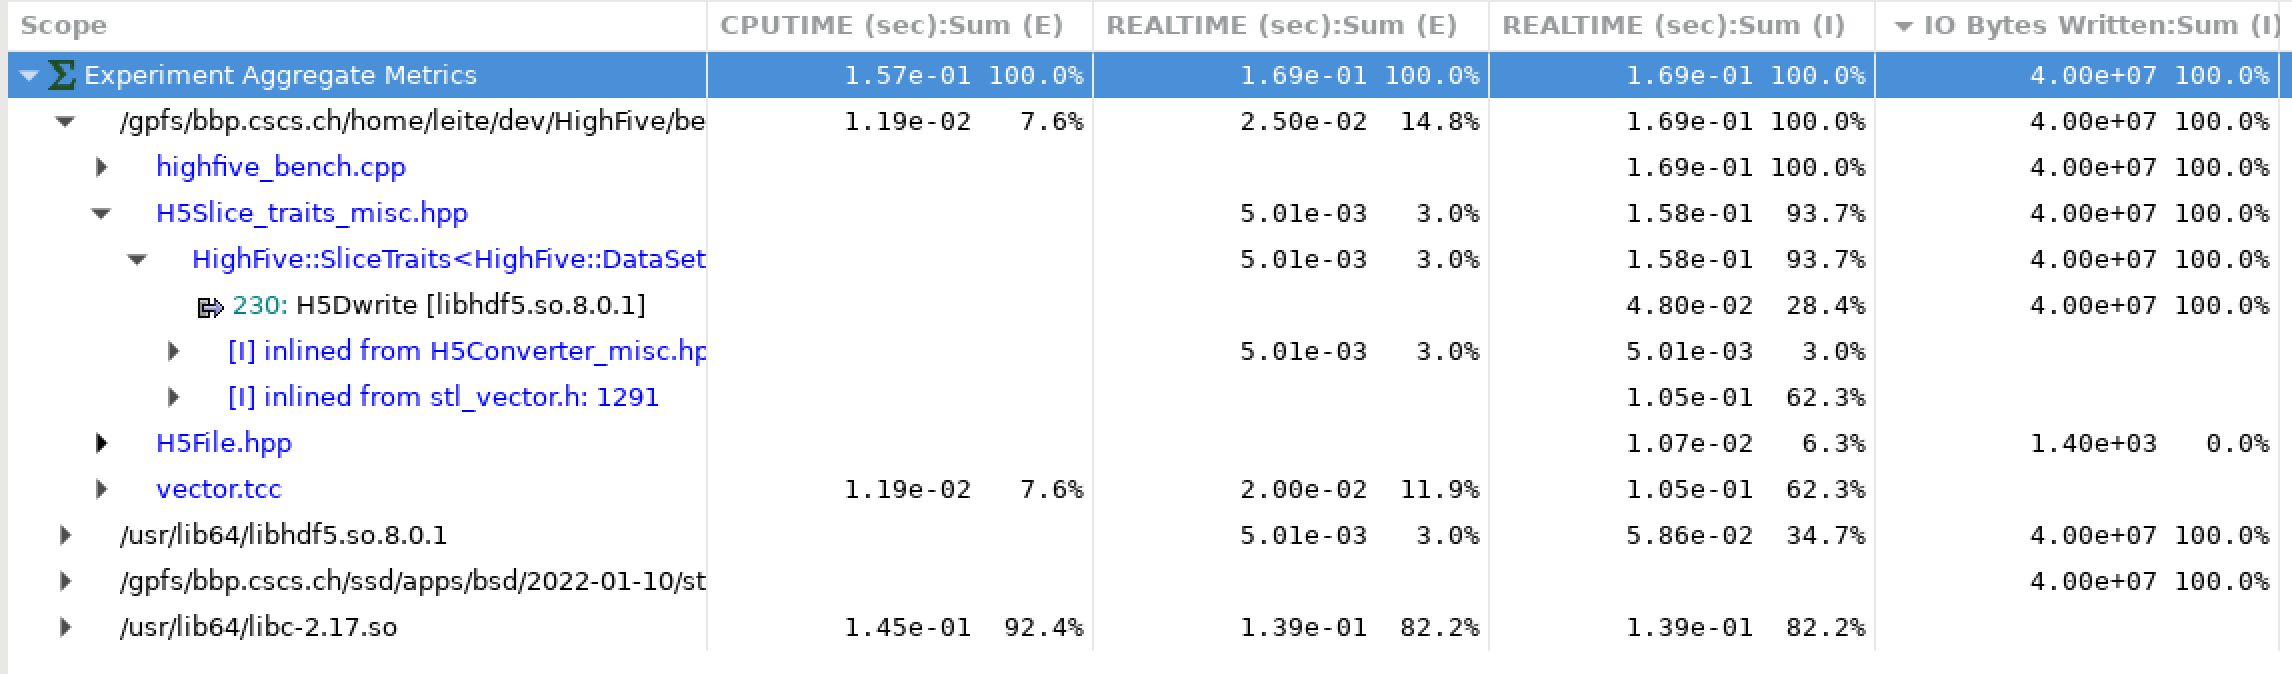 Scope CPUTIME (sec):Sum (E) REALTIME (sec):Sum (E) REALTIME (sec):Sum (I) IO Bytes Written:Sum (I)
Experiment Aggregate Metrics 1.57e-01 100.0% 1.69e-01 100.0% 1.69e-01 100.0% 4.00e+07 100.0%
/gpfs/bbp.cscs.ch/home/leite/dev/HighFive/be 1.19e-02 7.6% 2.50e-02 14.8% 1.69e-01 100.0% 4.00e+07 100.0%
highfive_bench.cpp 1.69e-01 100.0% 4.00e+07 100.0%
H5Slice_traits_misc.hpp 5.01e-03 3.0% 1.58e-01 93.7% 4.00e+07 100.0%
HighFive::SliceTraits<HighFive::DataSet 5.01e-03 3.0% 1.58e-01 93.7% 4.00e+07 100.0%
230: H5Dwrite [libhdf5.so.8.0.1] 4.80e-02 28.4% 4.00e+07 100.0%
[I] inlined from H5Converter_misc.hp 5.01e-03 3.0% 5.01e-03 3.0%
[I] inlined from stl_vector.h: 1291 1.05e-01 62.3%
H5File.hpp 1.07e-02 6.3% 1.40e+03 0.0%
vector.tcc 1.19e-02 7.6% 2.00e-02 11.9% 1.05e-01 62.3%
/usr/lib64/libhdf5.so.8.0.1 5.01e-03 3.0% 5.86e-02 34.7% 4.00e+07 100.0%
/gpfs/bbp.cscs.ch/ssd/apps/bsd/2022-01-10/st 4.00e+07 100.0%
/usr/lib64/libc-2.17.so 1.45e-01 92.4% 1.39e-01 82.2% 1.39e-01 82.2%